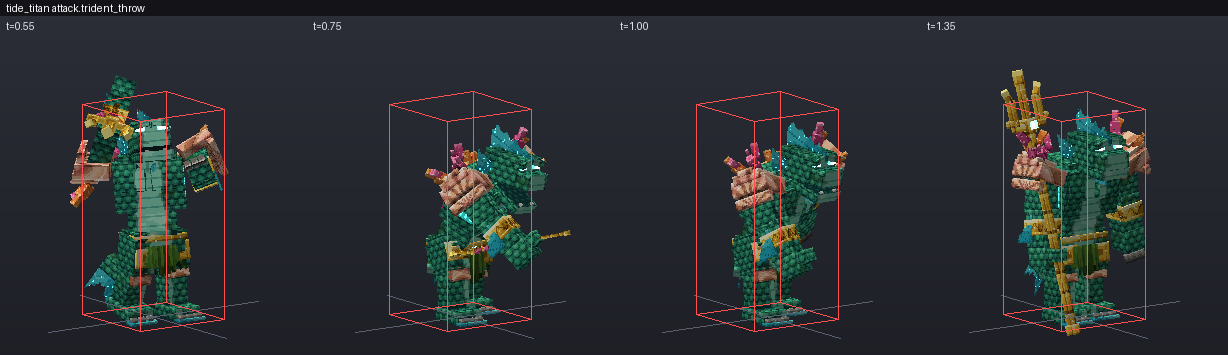 tide_titan attack.trident_throw
t=0.55
t=0.75
t=1.00
t=1.35